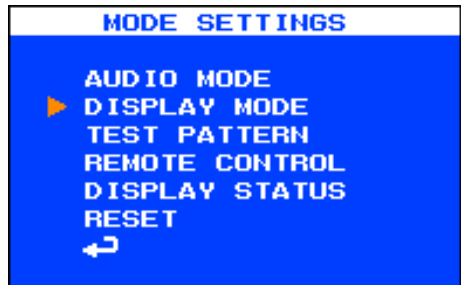 MODE SETTINGS
AUDIO MODE
DISPLAY MODE
TEST PATTERN
REMOTE CONTROL
DISPLAY STATUS
RESET